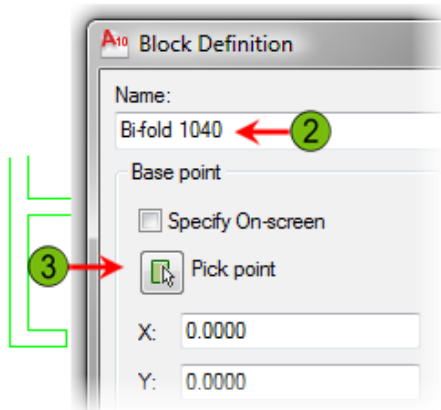 A10 Block Definition
Name:
Bi-fold 1040
2
Base point
Specify On-screen
3
Pick point
X: 0.0000
Y: 0.0000